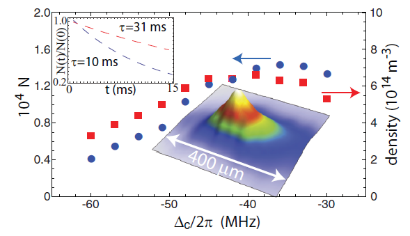 2.0
1.6
1.2
0.8
0.4
0
10⁴ N
1.0
0.2
N(t)/N(0)
τ=31 ms
τ=10 ms
0
15
t (ms)
400 μm
10
8
6
4
2
0
density (10¹⁴ m⁻³)
-60
-50
-40
-30
Δc/2π (MHz)